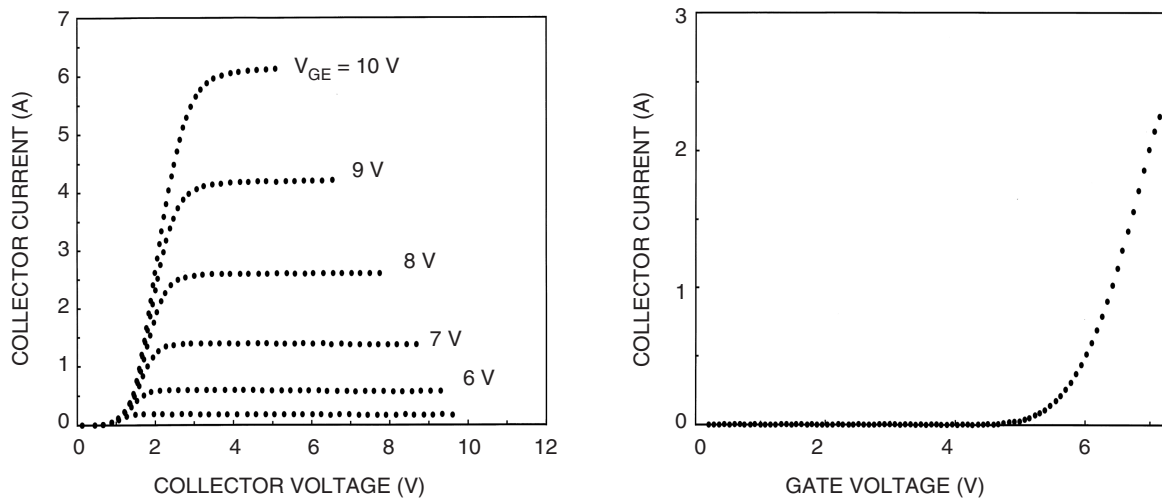 COLLECTOR CURRENT (A)
7
6
5
4
3
2
1
0
V_GE = 10 V
9 V
8 V
7 V
6 V
0 2 4 6 8 10 12
COLLECTOR VOLTAGE (V)
COLLECTOR CURRENT (A)
3
2
1
0
2 4 6
GATE VOLTAGE (V)